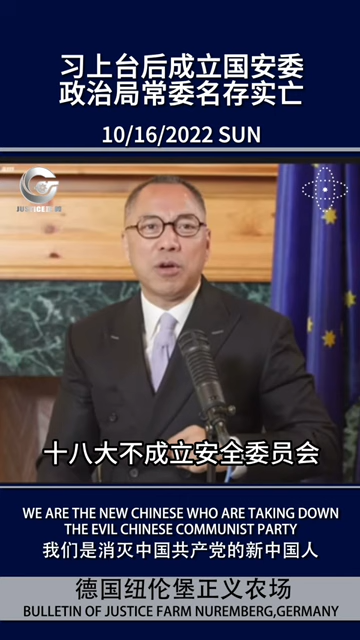 习上台后成立国安委
政治局常委名存实亡
10/16/2022 SUN
十八大不成立安全委员会
WE ARE THE NEW CHINESE WHO ARE TAKING DOWN
THE EVIL CHINESE COMMUNIST PARTY
我们是消灭中国共产党的新中国人
德国纽伦堡正义农场
BULLETIN OF JUSTICE FARM NUREMBERG,GERMANY